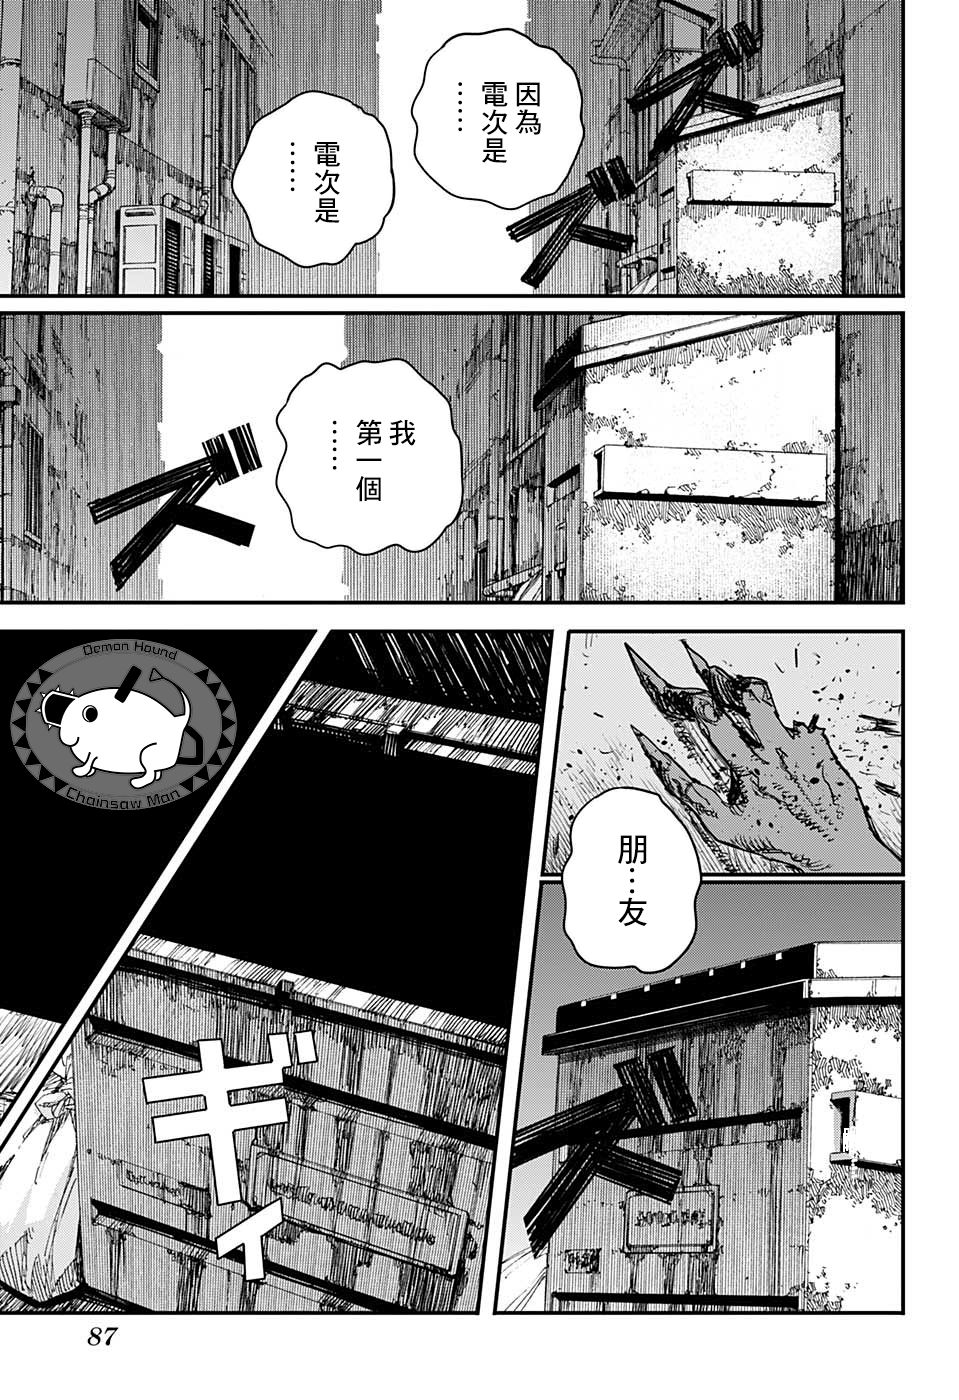 因為
電次是
……
電次是
……
ズズ
我
第一個
……
ズ
朋…友
ズ
ギィ
Demon Hound
Chainsaw Man
87